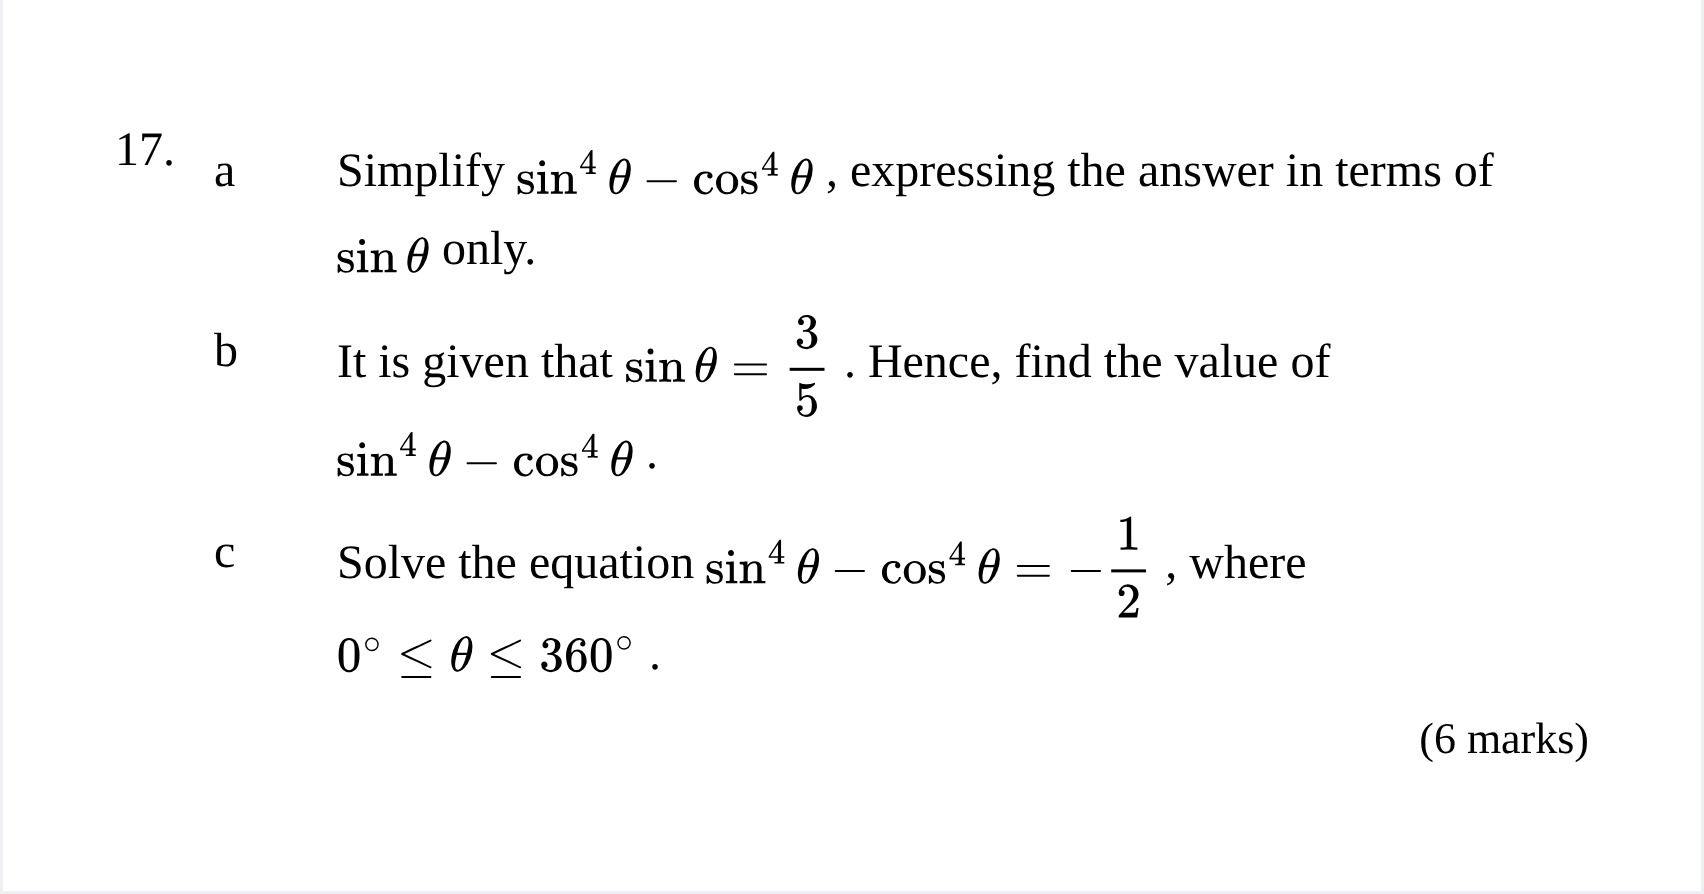 17. a Simplify sin⁴ θ − cos⁴ θ , expressing the answer in terms of
sin θ only.
b It is given that sin θ = 3/5 . Hence, find the value of
sin⁴ θ − cos⁴ θ .
c Solve the equation sin⁴ θ − cos⁴ θ = −1/2 , where
0° ≤ θ ≤ 360° .
(6 marks)